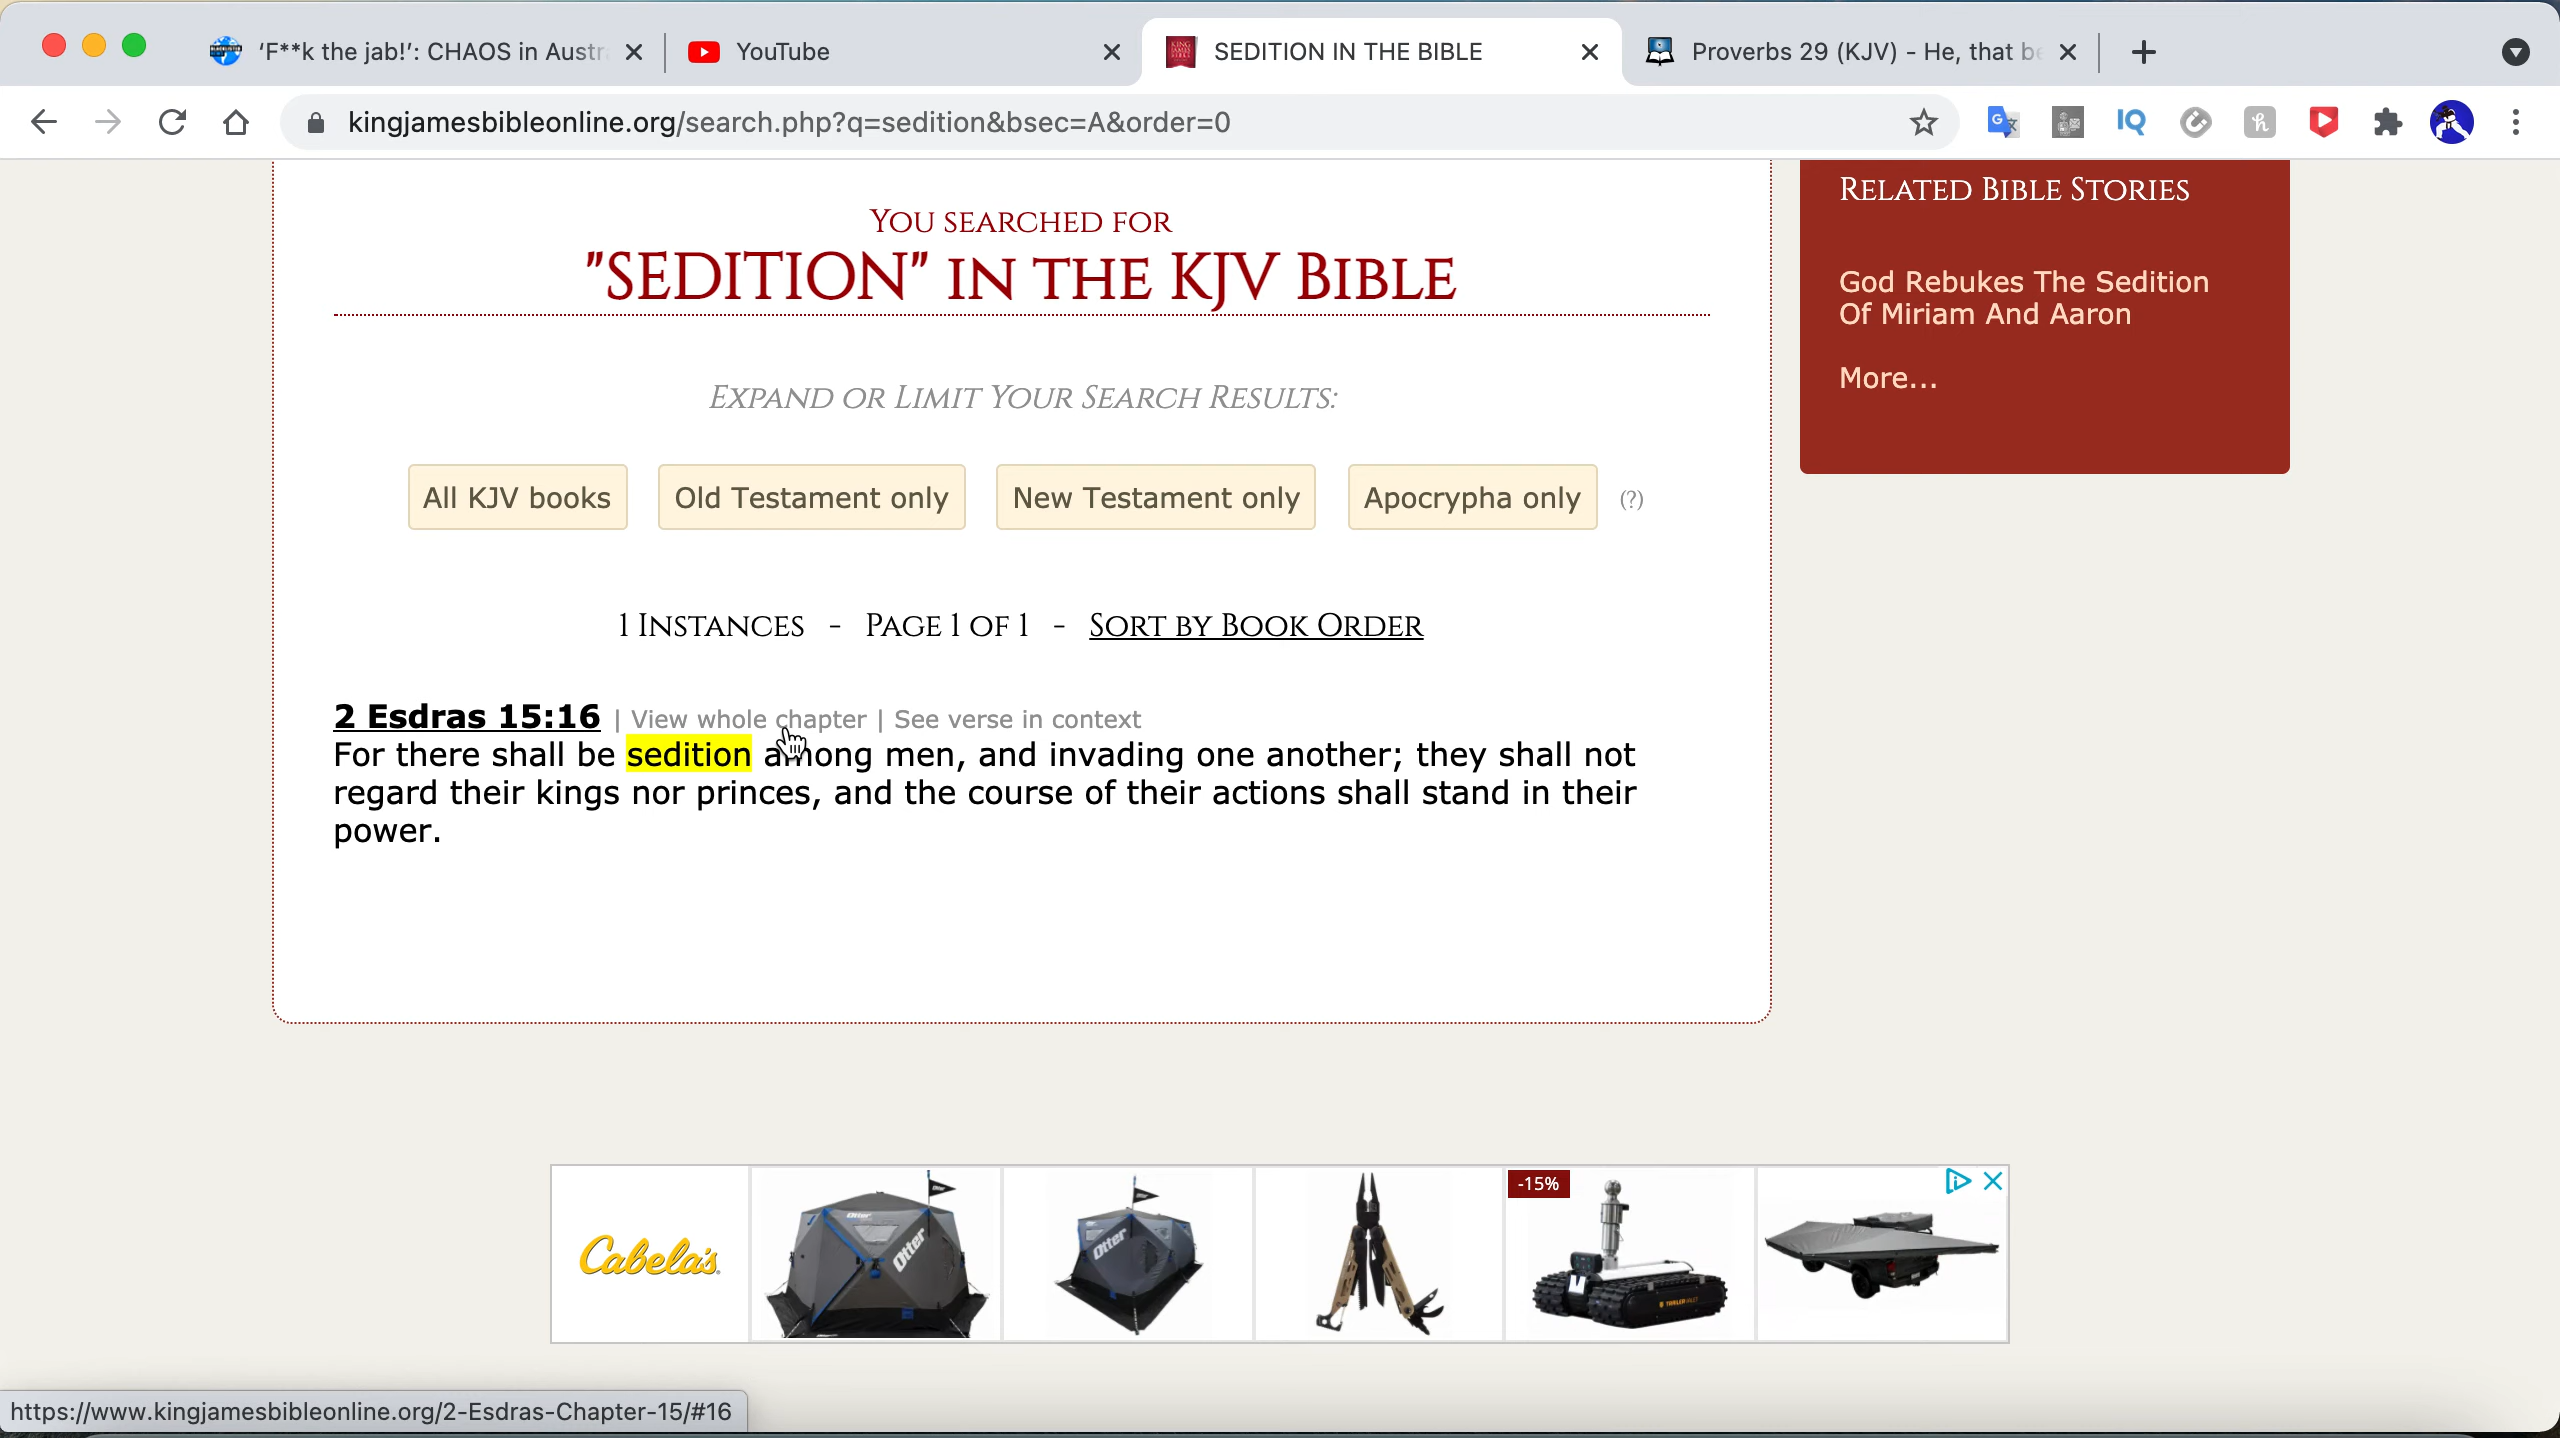 'F**k the jab!': CHAOS in Austr
YouTube
SEDITION IN THE BIBLE
Proverbs 29 (KJV) - He, that be
kingjamesbibleonline.org/search.php?q=sedition&bsec=A&order=0
IQ
You searched for
"SEDITION" in the KJV Bible
Expand or Limit Your Search Results:
All KJV books
Old Testament only
New Testament only
Apocrypha only
(?)
1 Instances - Page 1 of 1 - Sort by Book Order
2 Esdras 15:16 | View whole chapter | See verse in context
For there shall be sedition among men, and invading one another; they shall not
regard their kings nor princes, and the course of their actions shall stand in their
power.
Related Bible Stories
God Rebukes The Sedition
Of Miriam And Aaron
More...
Cabela's
Otter
Otter
Otter
-15%
https://www.kingjamesbibleonline.org/2-Esdras-Chapter-15/#16